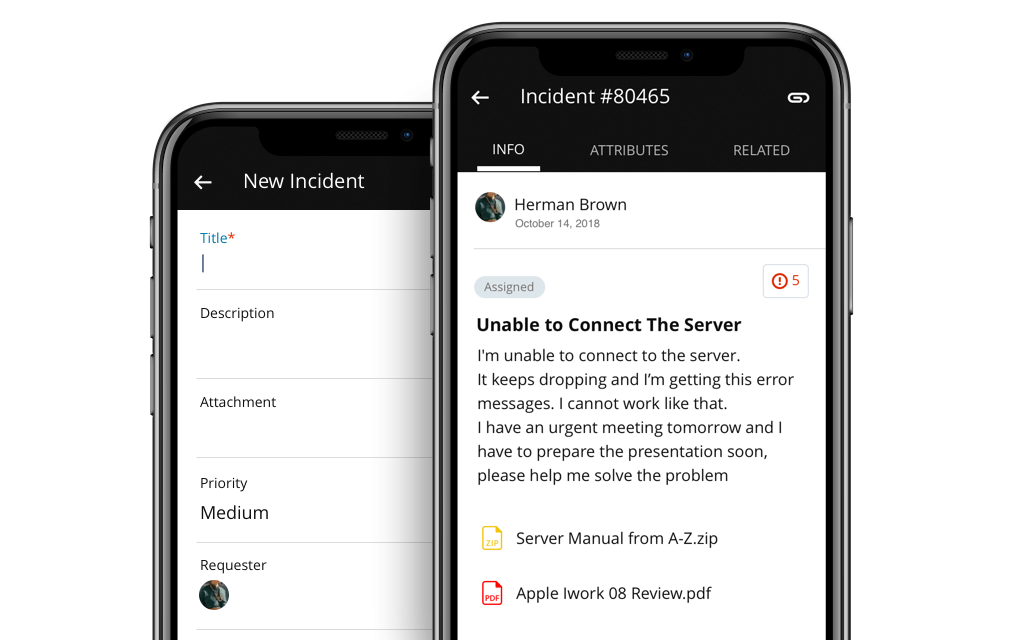 New Incident
Title*
Description
Attachment
Priority
Medium
Requester
Incident #80465
INFO
ATTRIBUTES
RELATED
Herman Brown
October 14, 2018
Assigned
5
Unable to Connect The Server
I'm unable to connect to the server.
It keeps dropping and I’m getting this error
messages. I cannot work like that.
I have an urgent meeting tomorrow and I
have to prepare the presentation soon,
please help me solve the problem
ZIP
Server Manual from A-Z.zip
PDF
Apple Iwork 08 Review.pdf